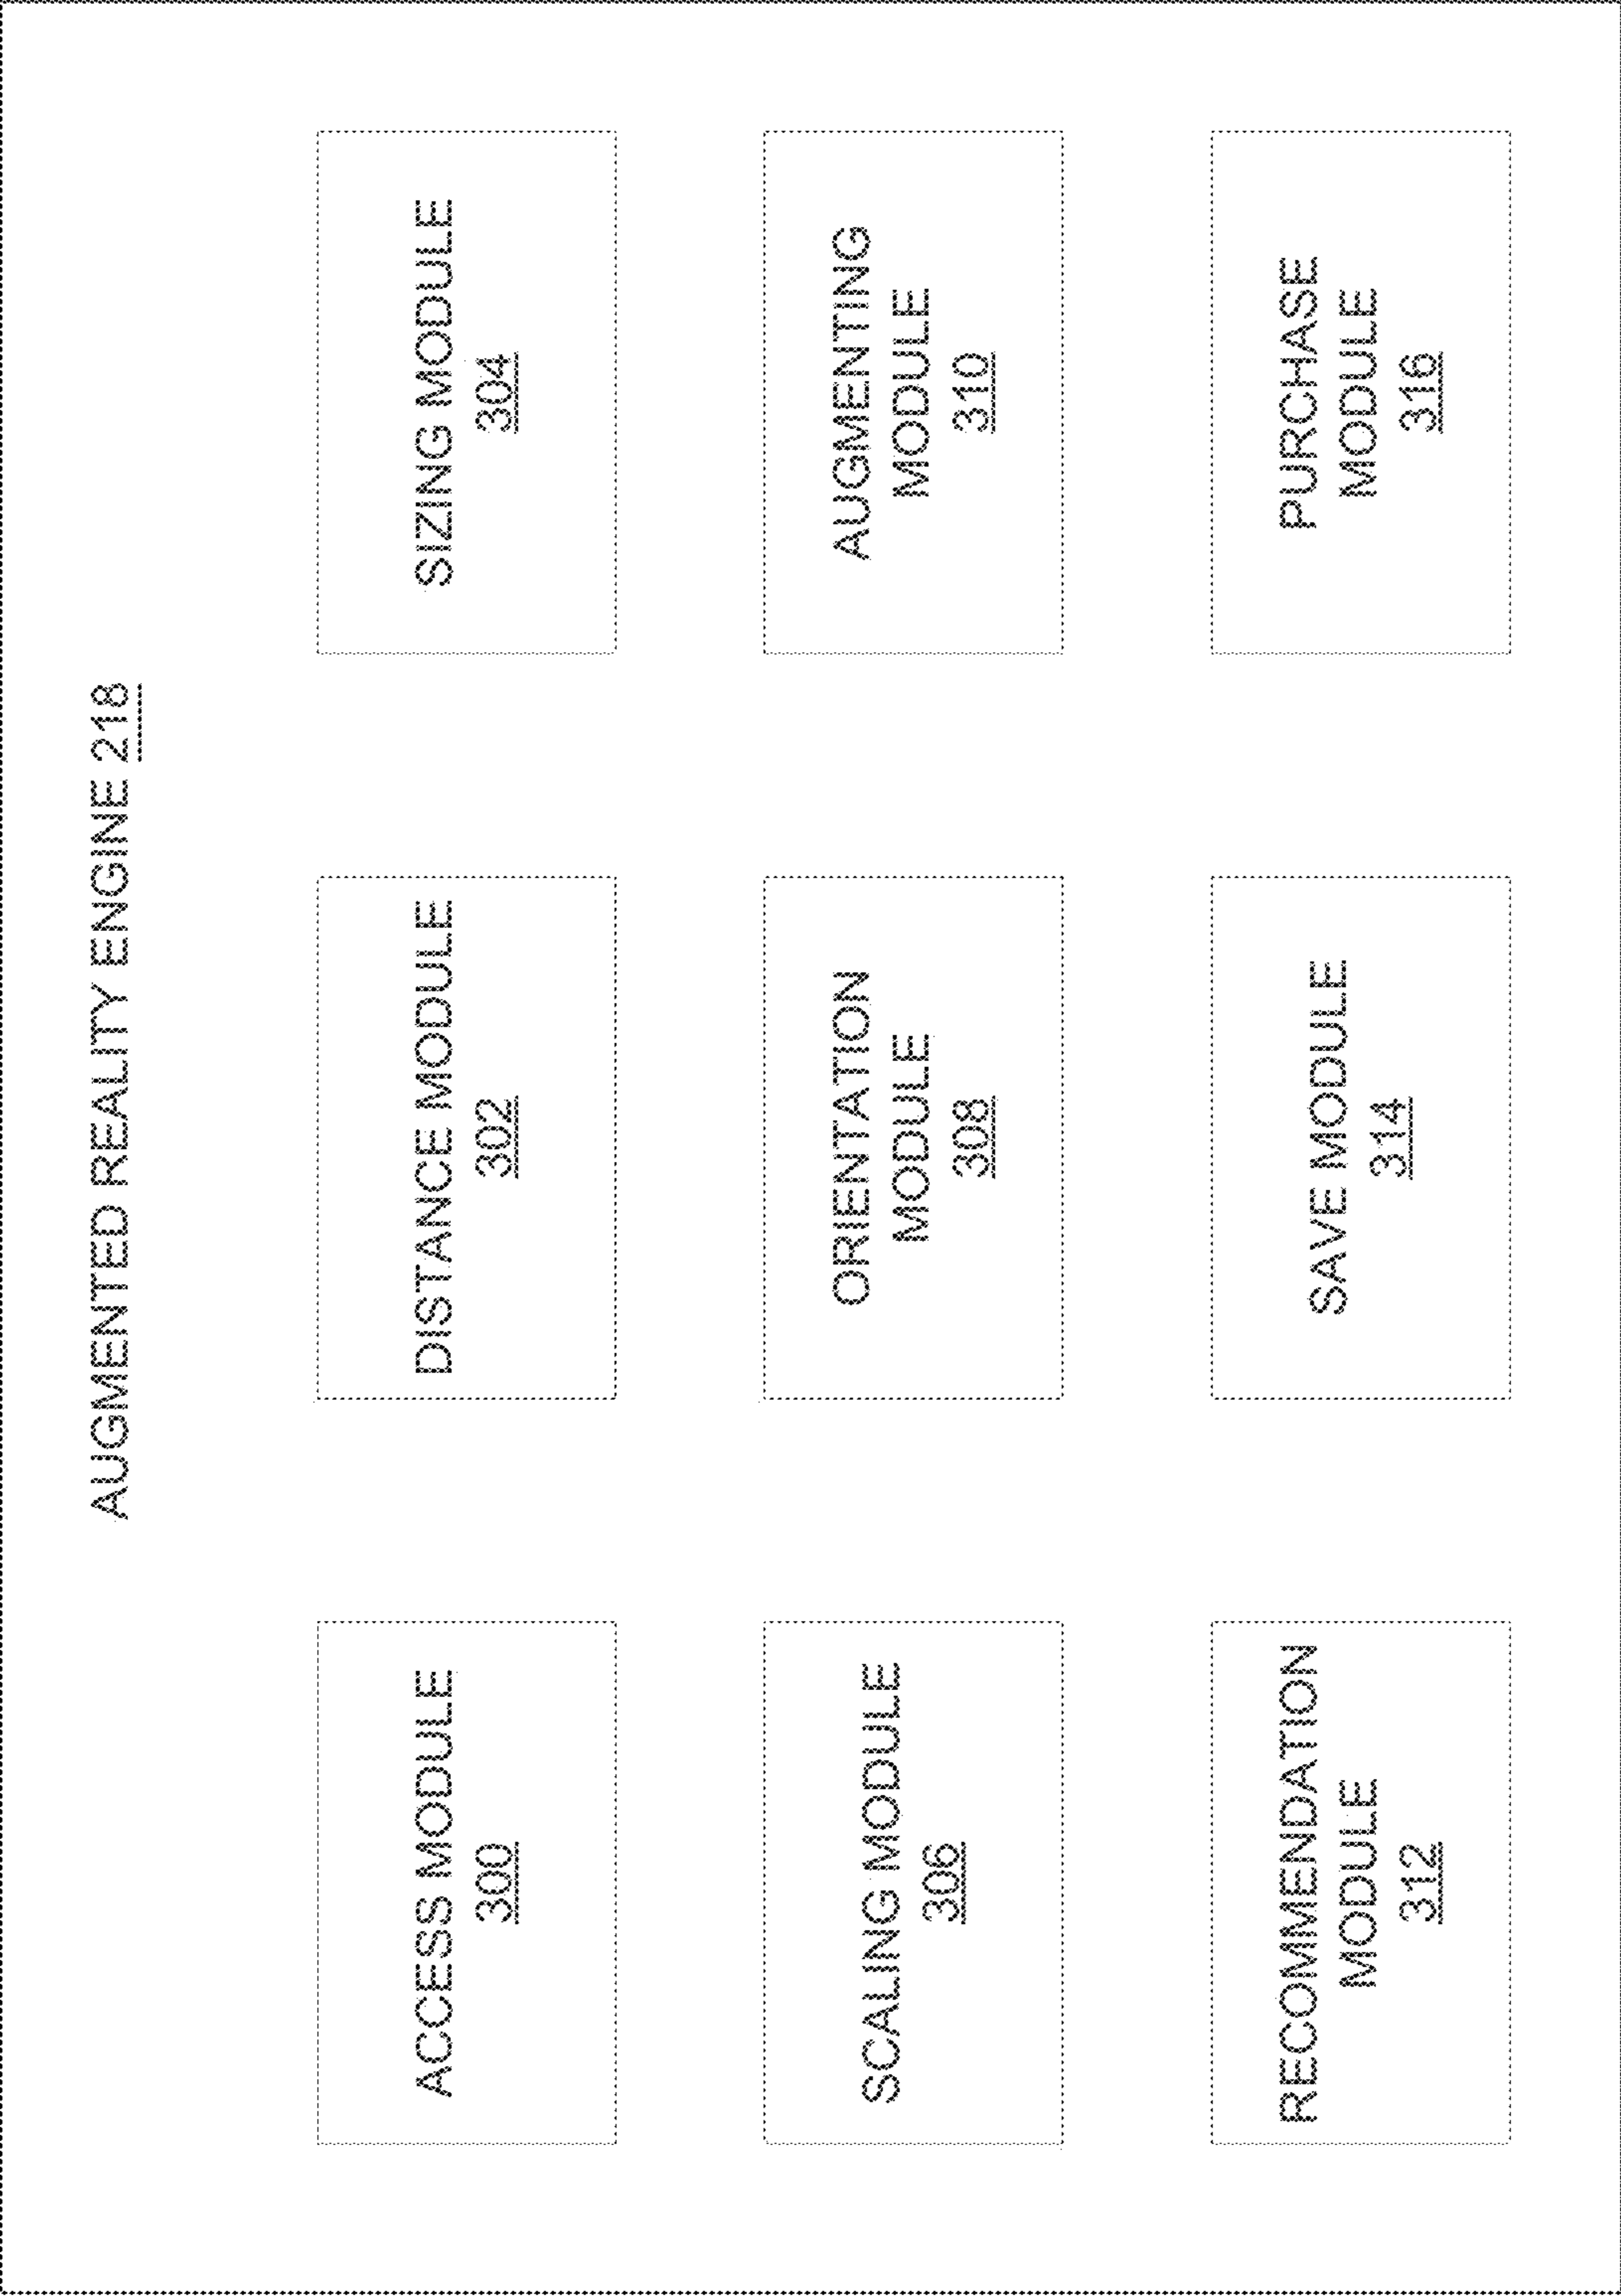 AUGMENTED REALITY ENGINE 218
ACCESS MODULE
300
DISTANCE MODULE
302
SIZING MODULE
304
SCALING MODULE
306
ORIENTATION
MODULE
308
AUGMENTING
MODULE
310
RECOMMENDATION
MODULE
312
SAVE MODULE
314
PURCHASE
MODULE
316